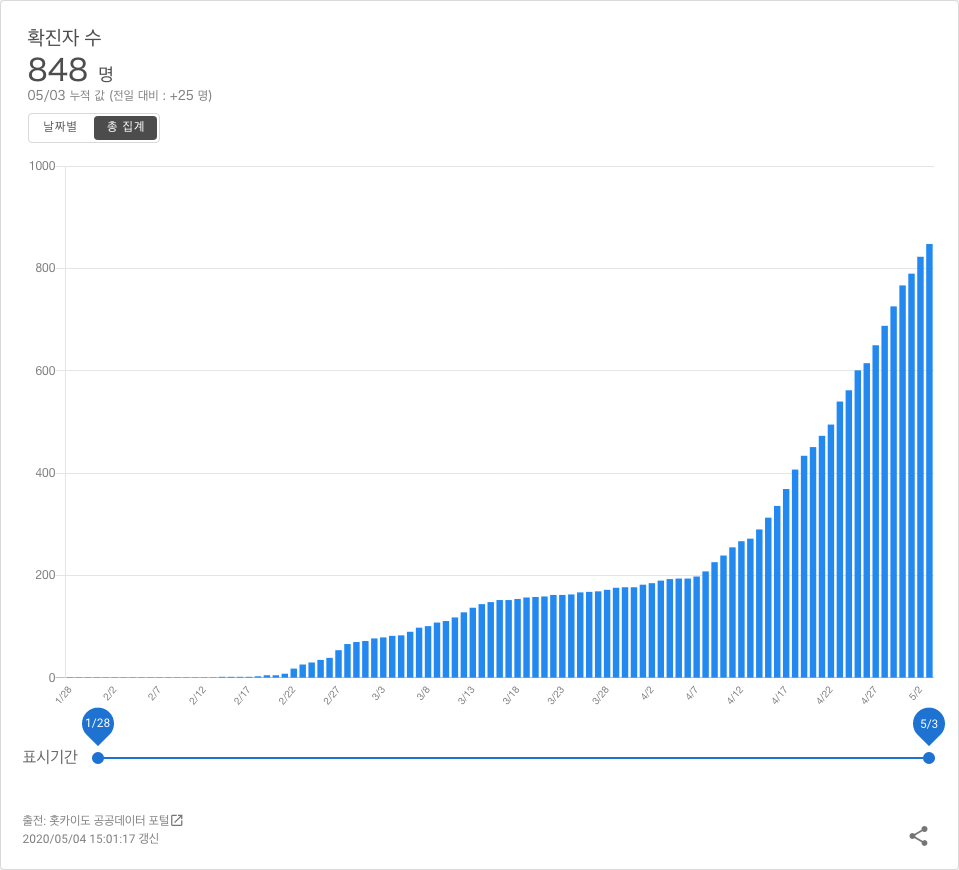 확진자 수
848 명
05/03 누적 값 (전일 대비 : +25 명)
날짜별 총 집계
1000
800
600
400
200
0
1/28 2/2 2/7 2/12 2/17 2/22 2/27 3/3 3/8 3/13 3/18 3/23 3/28 4/2 4/7 4/12 4/17 4/22 4/27 5/2
1/28 5/3
표시기간
출전: 홋카이도 공공데이터 포털
2020/05/04 15:01:17 갱신